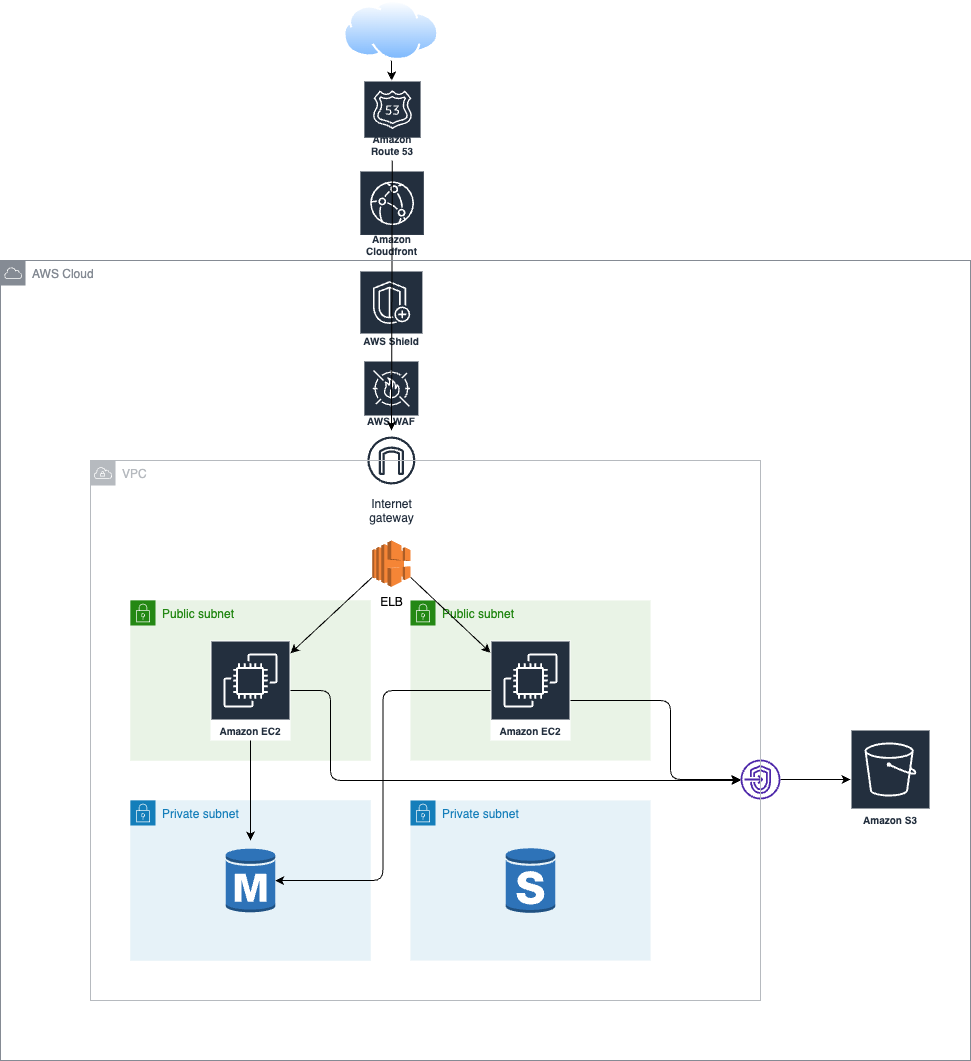 53
Amazon
Route 53
Amazon
Cloudfront
AWS Cloud
AWS Shield
AWS WAF
VPC
Internet
gateway
ELB
Public subnet
Public subnet
Amazon EC2
Amazon EC2
Amazon S3
Private subnet
Private subnet
M
S